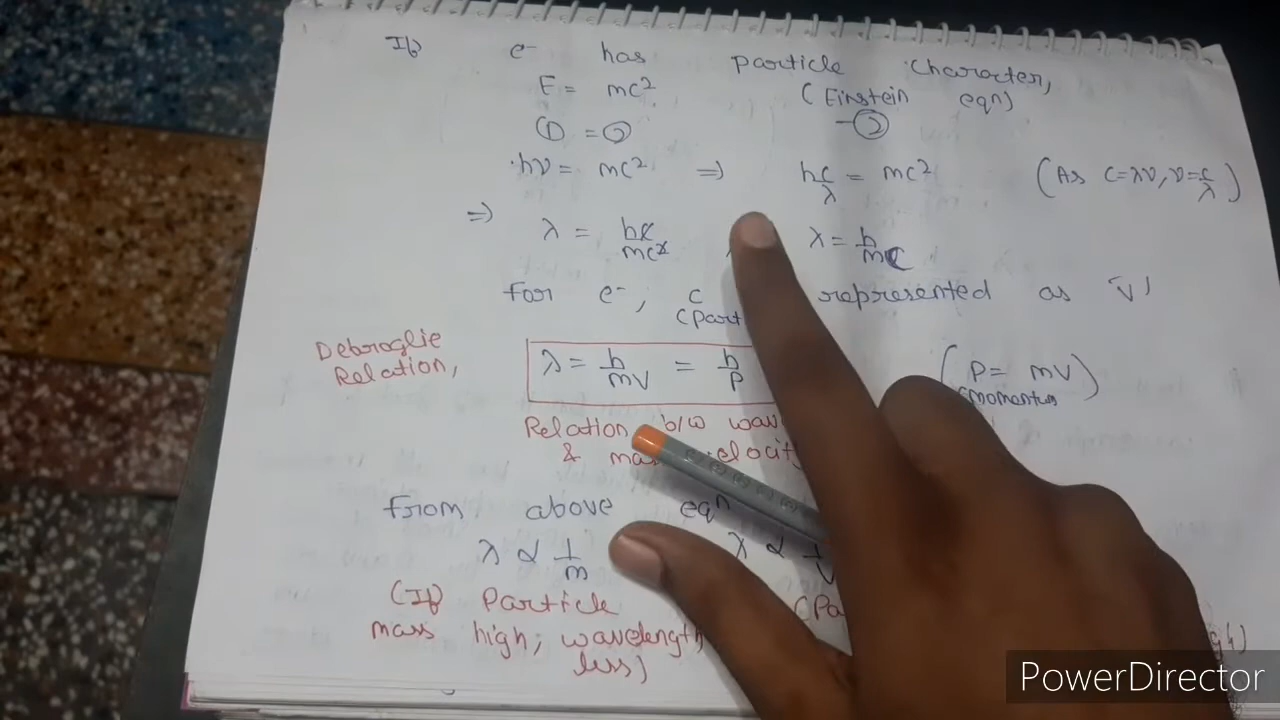 If e⁻ has particle character,
E = mc² (Einstein eqn)
① = ② —②
hν = mc² ⇒ hc/λ = mc² (As c=λν, ν=c/λ)
⇒ λ = hc/mc² λ = h/mc
For e⁻, c represented as 'v'
Debroglie
Relation,
λ = h/mv = h/p (P = mv)
(momentum
Relation b/w
&
From above eqn
λ ∝ 1/m λ ∝ 1/v
(If Particle
mass high; wavelength
less)
PowerDirector